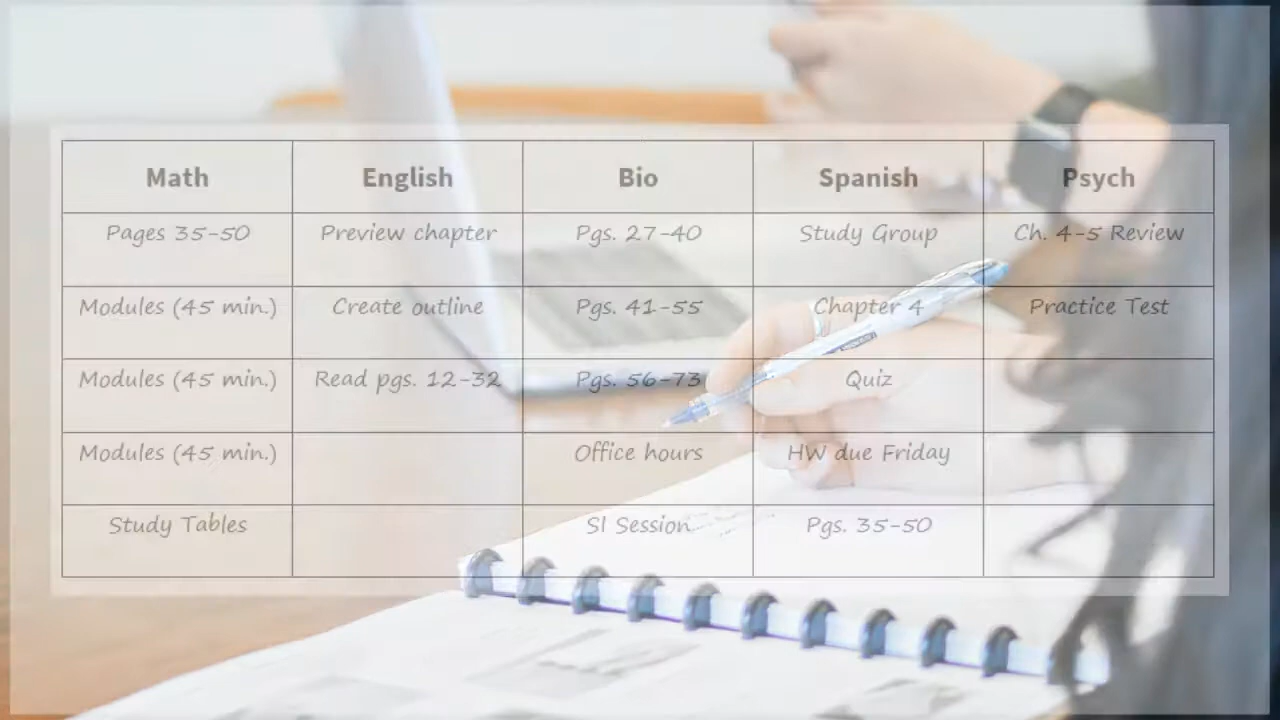 Math English Bio Spanish Psych
Pages 35-50 Preview chapter Pgs. 27-40 Study Group Ch. 4-5 Review
Modules (45 min.) Create outline Pgs. 41-55 Chapter 4 Practice Test
Modules (45 min.) Read pgs. 12-32 Pgs. 56-73 Quiz
Modules (45 min.) Office hours HW due Friday
Study Tables SI Session Pgs. 35-50